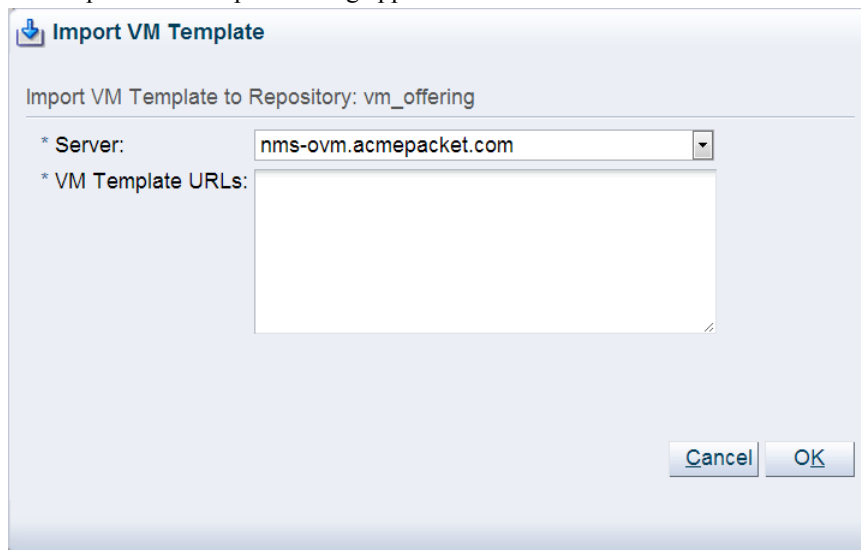 Import VM Template
Import VM Template to Repository: vm_offering
* Server: nms-ovm.acmepacket.com
* VM Template URLs:
Cancel OK